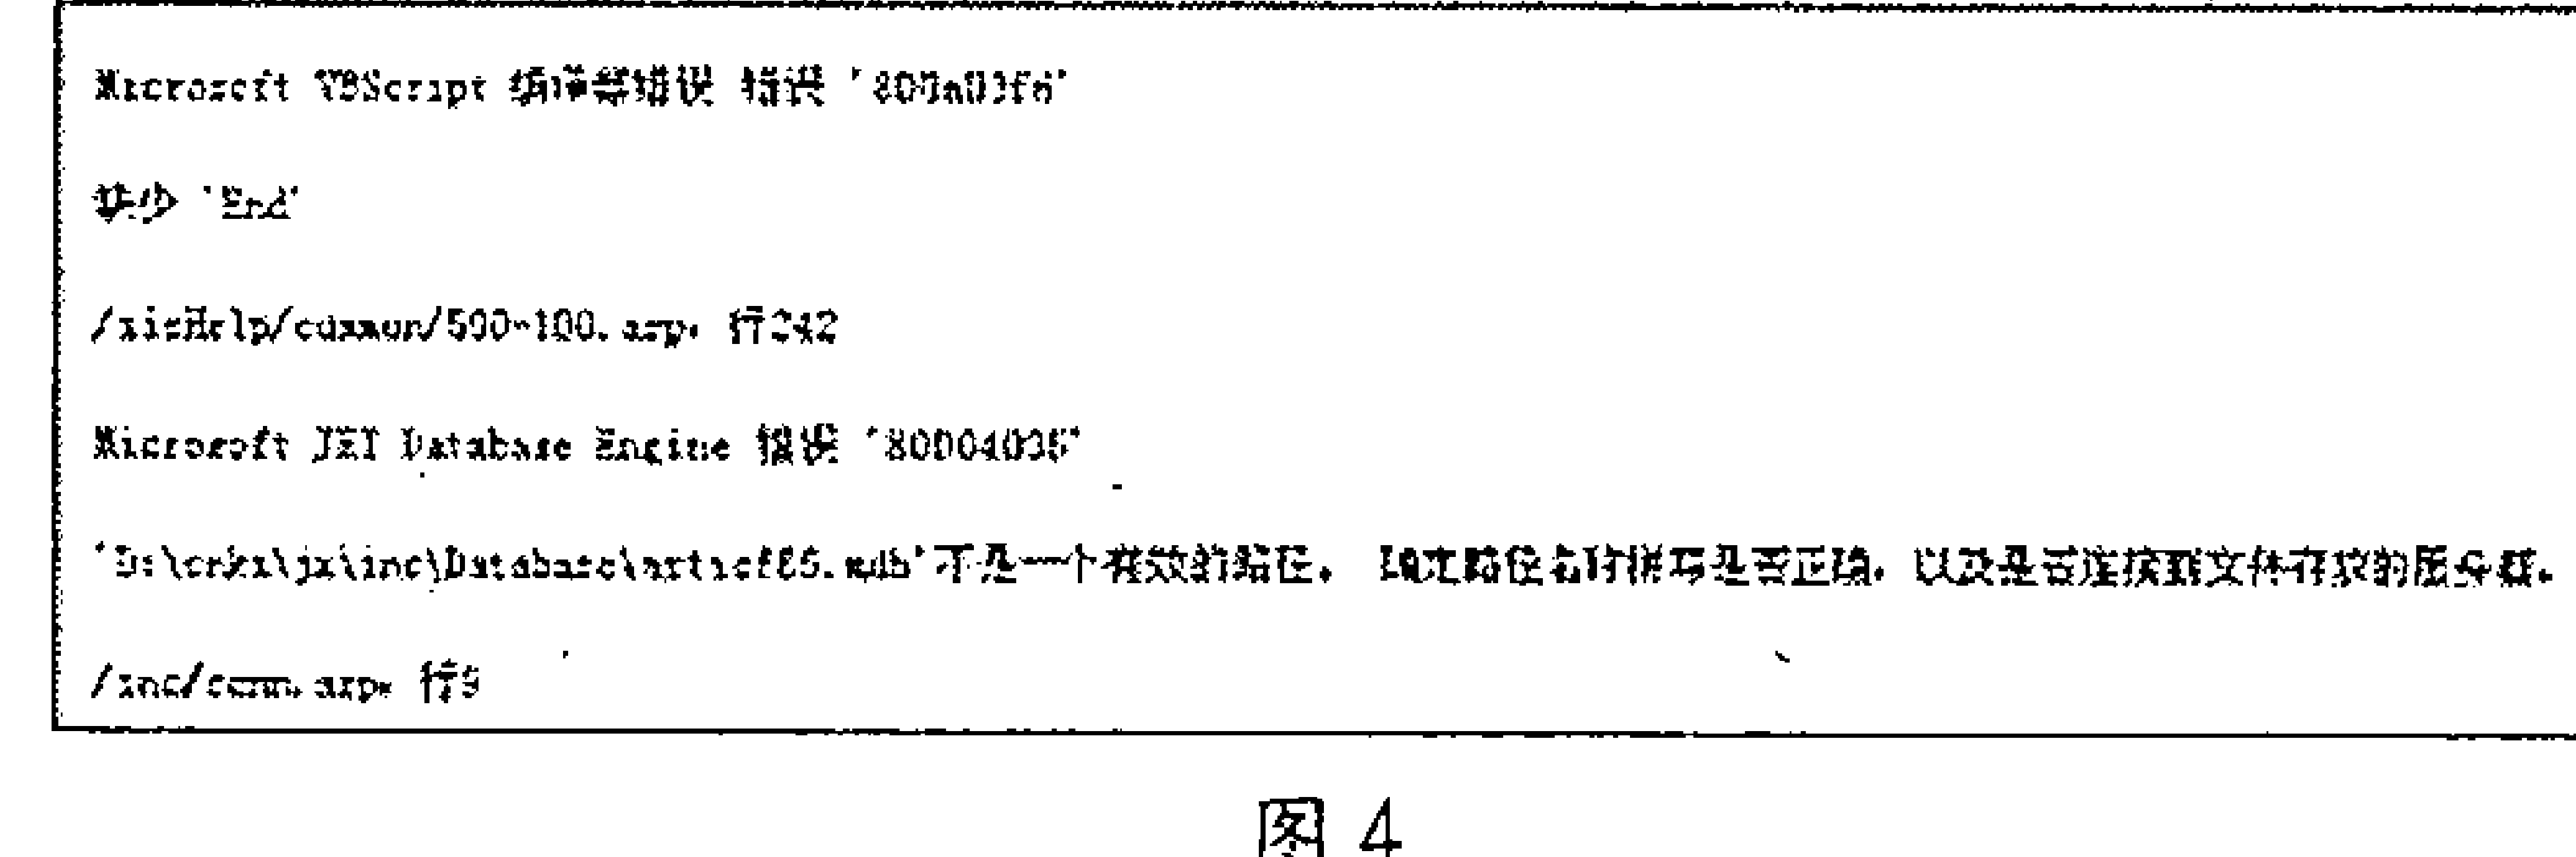 Microsoft VBScript 编译器错误 错误 '800a03f6'
缺少 'End'
/iisHelp/common/500-100.asp, 行242
Microsoft JET Database Engine 错误 '80004005'
不是一个有效的路径。 确定路径名称拼写是否正确, 以及是否连接到文件存放的服务器。
/inc/conn.asp, 行9
图 4